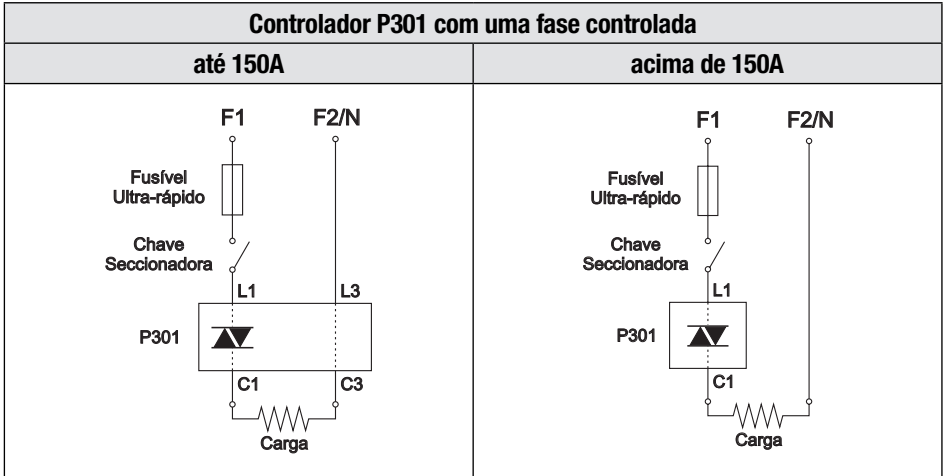 Controlador P301 com uma fase controlada
até 150A
acima de 150A
F1
F2/N
Fusível
Ultra-rápido
Chave
Seccionadora
L1
L3
P301
C1
C3
Carga
F1
F2/N
Fusível
Ultra-rápido
Chave
Seccionadora
L1
P301
C1
Carga